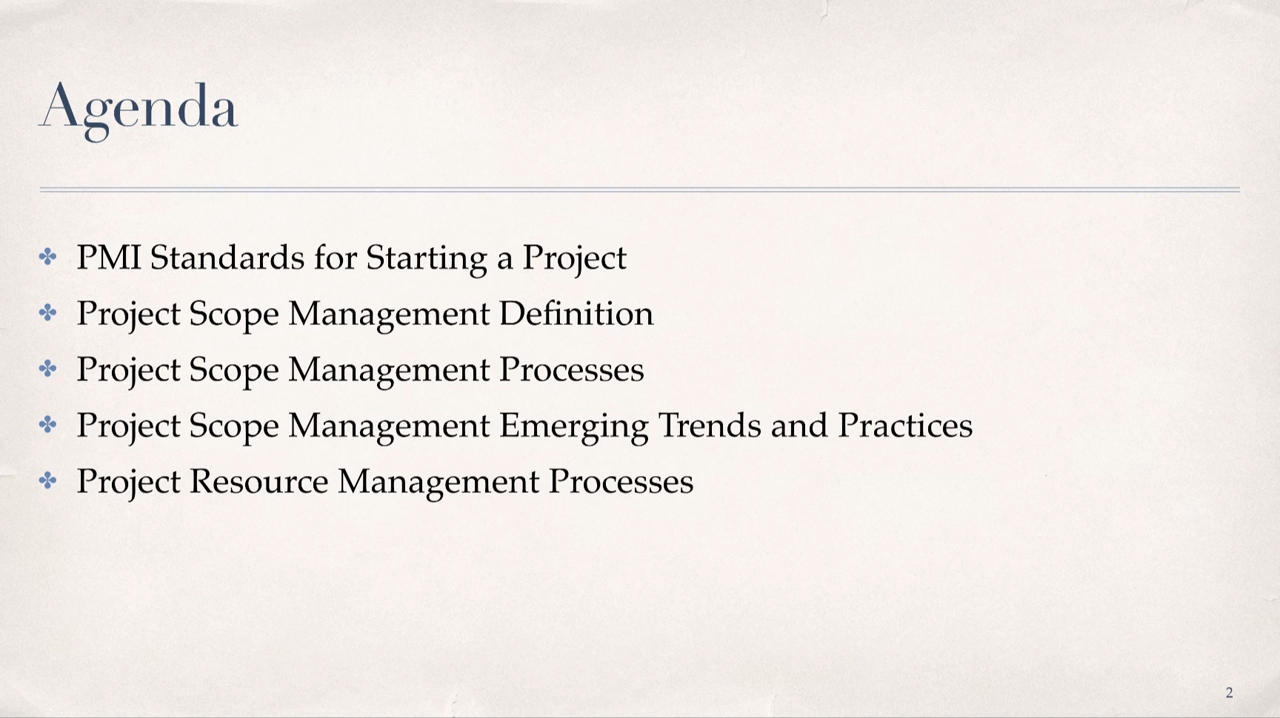 Agenda
PMI Standards for Starting a Project
Project Scope Management Definition
Project Scope Management Processes
Project Scope Management Emerging Trends and Practices
Project Resource Management Processes
2